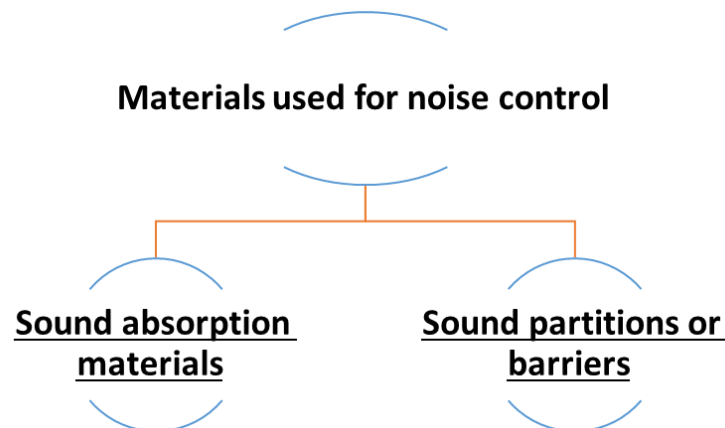 Materials used for noise control
Sound absorption
materials
Sound partitions or
barriers